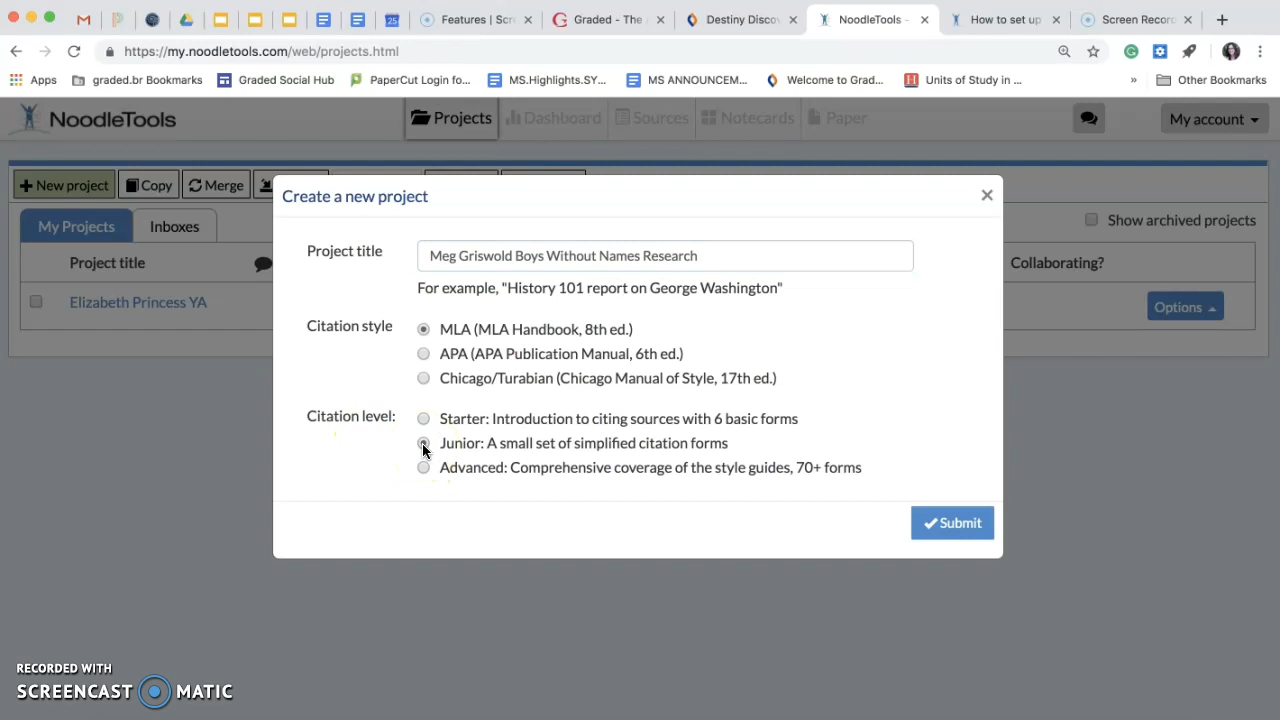 Features | Scre
Graded - The A
Destiny Discov
NoodleTools -
How to set up
Screen Record
https://my.noodletools.com/web/projects.html
Apps
graded.br Bookmarks
Graded Social Hub
PaperCut Login fo...
MS.Highlights.SY...
MS ANNOUNCEM...
Welcome to Grad...
Units of Study in ...
»
Other Bookmarks
NoodleTools
Projects
Dashboard
Sources
Notecards
Paper
My account
New project
Copy
Merge
My Projects
Inboxes
Show archived projects
Project title
Collaborating?
Elizabeth Princess YA
Options
Create a new project
×
Project title
Meg Griswold Boys Without Names Research
For example, "History 101 report on George Washington"
Citation style
MLA (MLA Handbook, 8th ed.)
APA (APA Publication Manual, 6th ed.)
Chicago/Turabian (Chicago Manual of Style, 17th ed.)
Citation level:
Starter: Introduction to citing sources with 6 basic forms
Junior: A small set of simplified citation forms
Advanced: Comprehensive coverage of the style guides, 70+ forms
Submit
RECORDED WITH
SCREENCAST MATIC